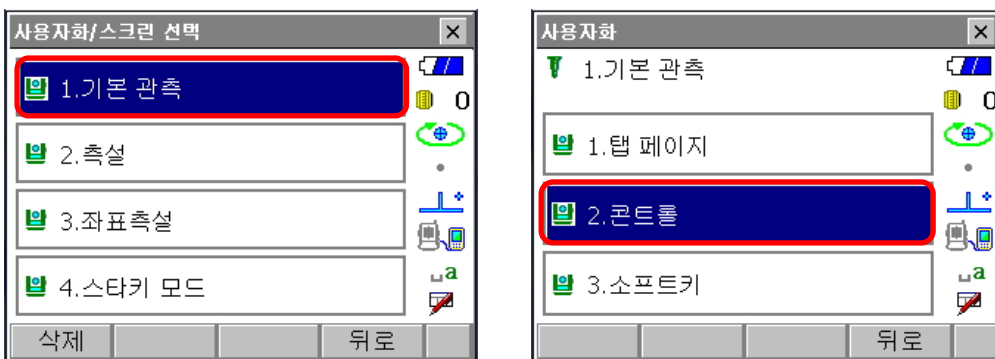 사용자화/스크린 선택
1.기본 관측
0
2.측설
3.좌표측설
4.스타키 모드
a
삭제
뒤로
사용자화
1.기본 관측
0
1.탭 페이지
2.콘트롤
3.소프트키
a
뒤로